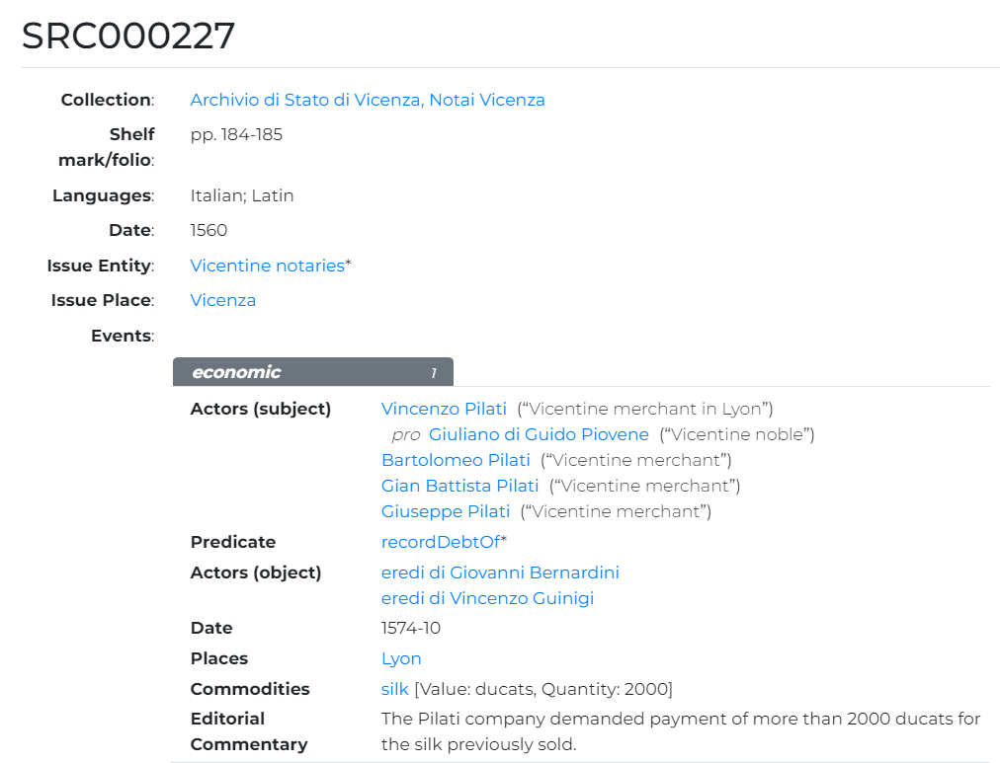 SRC000227
Collection: Archivio di Stato di Vicenza, Notai Vicenza
Shelf mark/folio: pp. 184-185
Languages: Italian; Latin
Date: 1560
Issue Entity: Vicentine notaries*
Issue Place: Vicenza
Events:
economic 1
Actors (subject) Vincenzo Pilati (“Vicentine merchant in Lyon”)
pro Giuliano di Guido Piovene (“Vicentine noble”)
Bartolomeo Pilati (“Vicentine merchant”)
Gian Battista Pilati (“Vicentine merchant”)
Giuseppe Pilati (“Vicentine merchant”)
Predicate recordDebtOf*
Actors (object) eredi di Giovanni Bernardini
eredi di Vincenzo Guinigi
Date 1574-10
Places Lyon
Commodities silk [Value: ducats, Quantity: 2000]
Editorial Commentary The Pilati company demanded payment of more than 2000 ducats for
the silk previously sold.